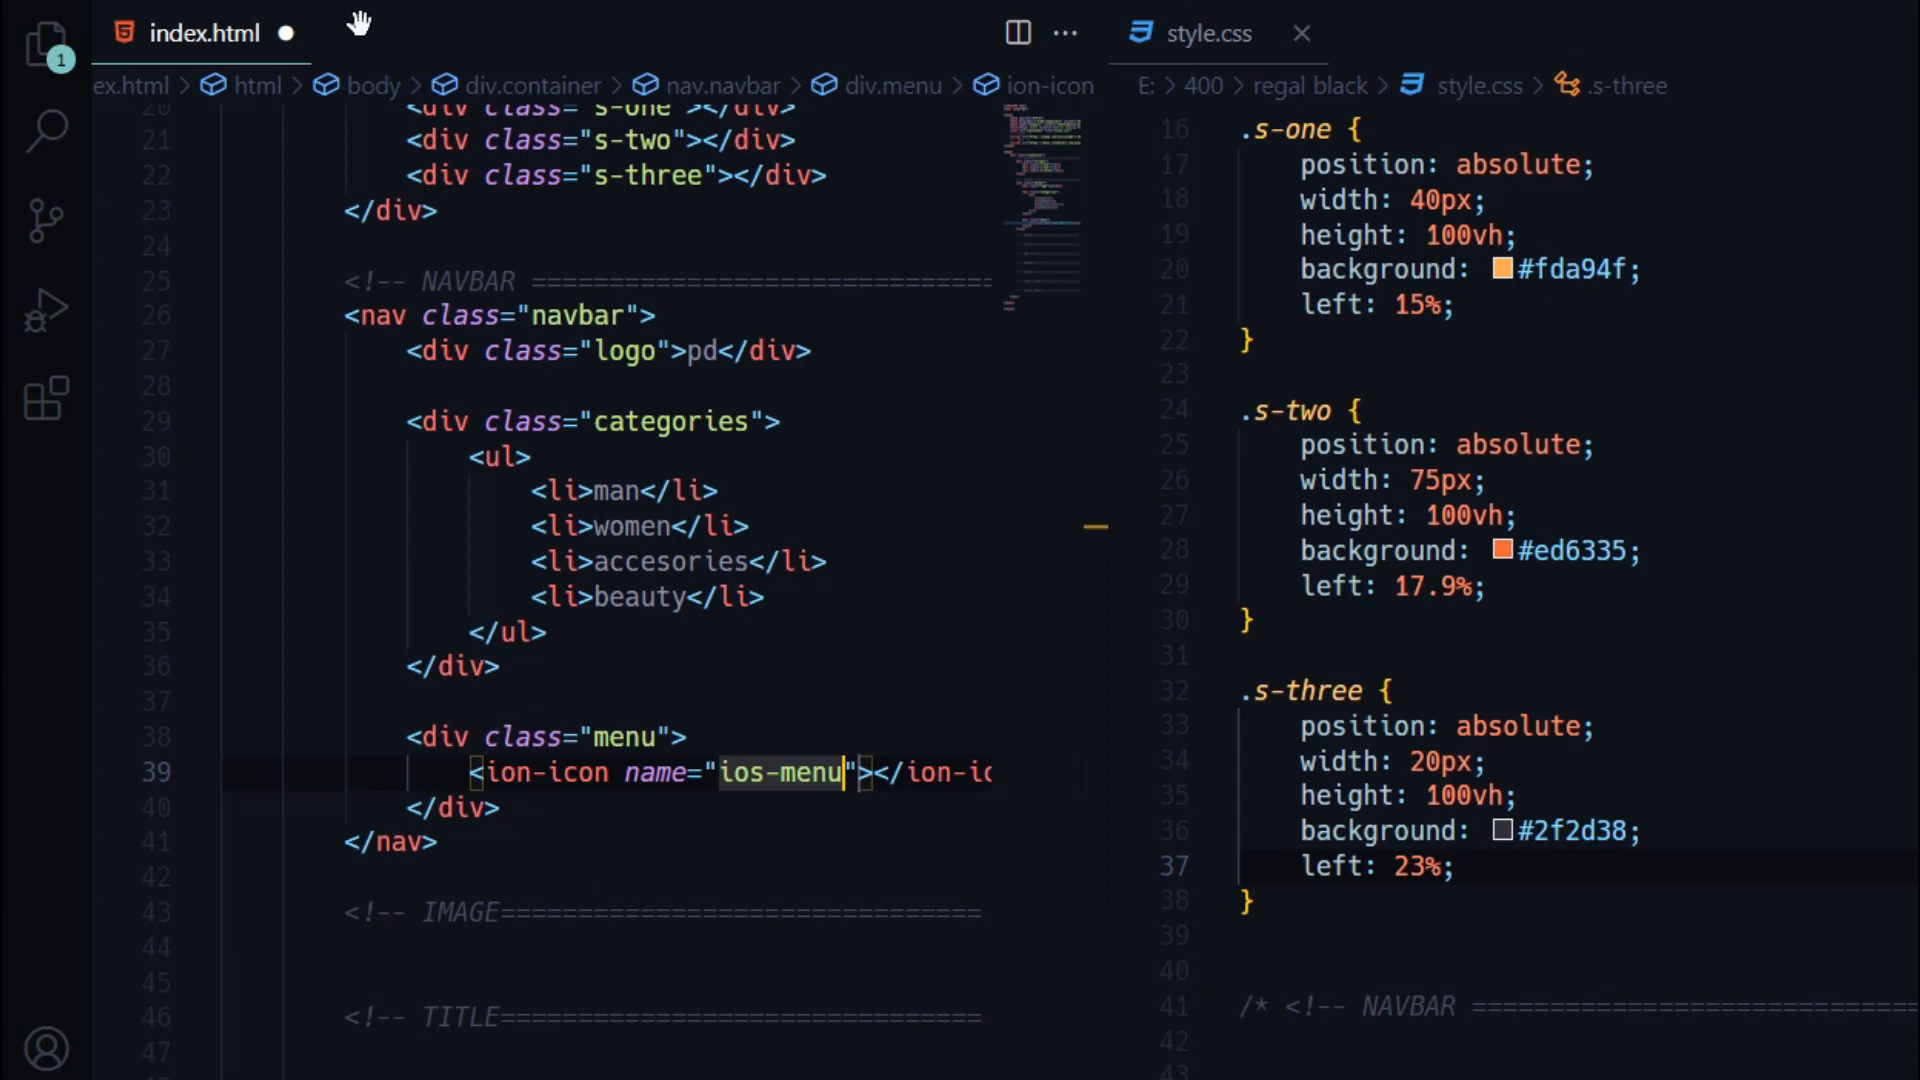 1
index.html
style.css
ex.html > html > body > div.container > nav.navbar > div.menu > ion-icon
E: > 400 > regal black > style.css > .s-three
20 <div class="s-one"></div>
21 <div class="s-two"></div>
22 <div class="s-three"></div>
23 </div>
24
25 <!-- NAVBAR =============================
26 <nav class="navbar">
27 <div class="logo">pd</div>
28
29 <div class="categories">
30 <ul>
31 <li>man</li>
32 <li>women</li>
33 <li>accesories</li>
34 <li>beauty</li>
35 </ul>
36 </div>
37
38 <div class="menu">
39 <ion-icon name="ios-menu"></ion-ic
40 </div>
41 </nav>
42
43 <!-- IMAGE===============================
44
45
46 <!-- TITLE===============================
47
16 .s-one {
17 position: absolute;
18 width: 40px;
19 height: 100vh;
20 background: #fda94f;
21 left: 15%;
22 }
23
24 .s-two {
25 position: absolute;
26 width: 75px;
27 height: 100vh;
28 background: #ed6335;
29 left: 17.9%;
30 }
31
32 .s-three {
33 position: absolute;
34 width: 20px;
35 height: 100vh;
36 background: #2f2d38;
37 left: 23%;
38 }
39
40
41 /* <!-- NAVBAR =============================
42
43